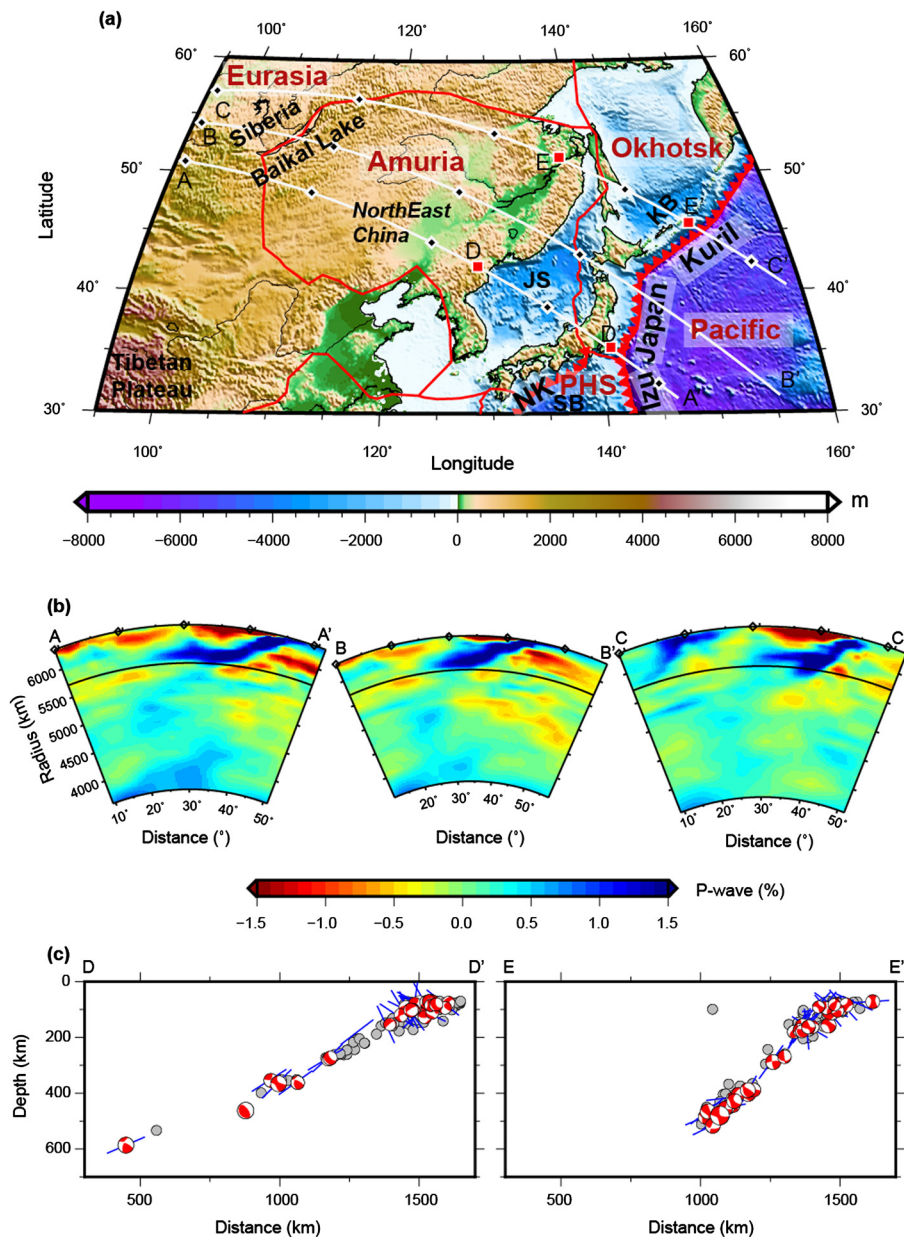 (a)
100˚ 120˚ 143˚ 160˚
60˚ 60˚
Eurasia
C
Siberia
B
Baikal Lake
A
Amuria
E
Okhotsk
50˚ 50˚
Latitude
NorthEast
China
KB
E'
Kuril
C'
D
JS
40˚ 40˚
Pacific
Japan
D'
Tibetan
Plateau
NK
PHS
SB
Izu
A'
B'
30˚ 30˚
100˚ 120˚ 140˚ 160˚
Longitude
m
−8000 −6000 −4000 −2000 0 2000 4000 6000 8000
(b)
A A' B B' C C'
6000
5500
5000
4500
4000
Radius(km)
10˚ 20˚ 30˚ 40˚ 50˚
20˚ 30˚ 40˚ 50˚
10˚ 20˚ 30˚ 40˚ 50˚
Distance (˚) Distance (˚) Distance (˚)
P-wave (%)
−1.5 −1.0 −0.5 0.0 0.5 1.0 1.5
(c)
D D' E E'
0
200
400
600
Depth (km)
500 1000 1500 500 1000 1500
Distance (km) Distance (km)